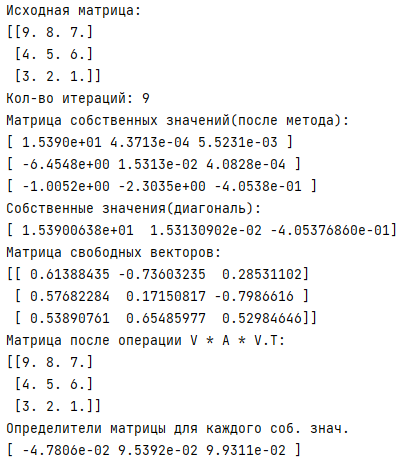 Исходная матрица:
[[9. 8. 7.]
 [4. 5. 6.]
 [3. 2. 1.]]
Кол-во итераций: 9
Матрица собственных значений(после метода):
[ 1.5390e+01 4.3713e-04 5.5231e-03 ]
[ -6.4548e+00 1.5313e-02 4.0828e-04 ]
[ -1.0052e+00 -2.3035e+00 -4.0538e-01 ]
Собственные значения(диагональ):
[ 1.53900638e+01  1.53130902e-02 -4.05376860e-01]
Матрица свободных векторов:
[[ 0.61388435 -0.73603235  0.28531102]
 [ 0.57682284  0.17150817 -0.7986616 ]
 [ 0.53890761  0.65485977  0.52984646]]
Матрица после операции V * A * V.T:
[[9. 8. 7.]
 [4. 5. 6.]
 [3. 2. 1.]]
Определители матрицы для каждого соб. знач.
[ -4.7806e-02 9.5392e-02 9.9311e-02 ]